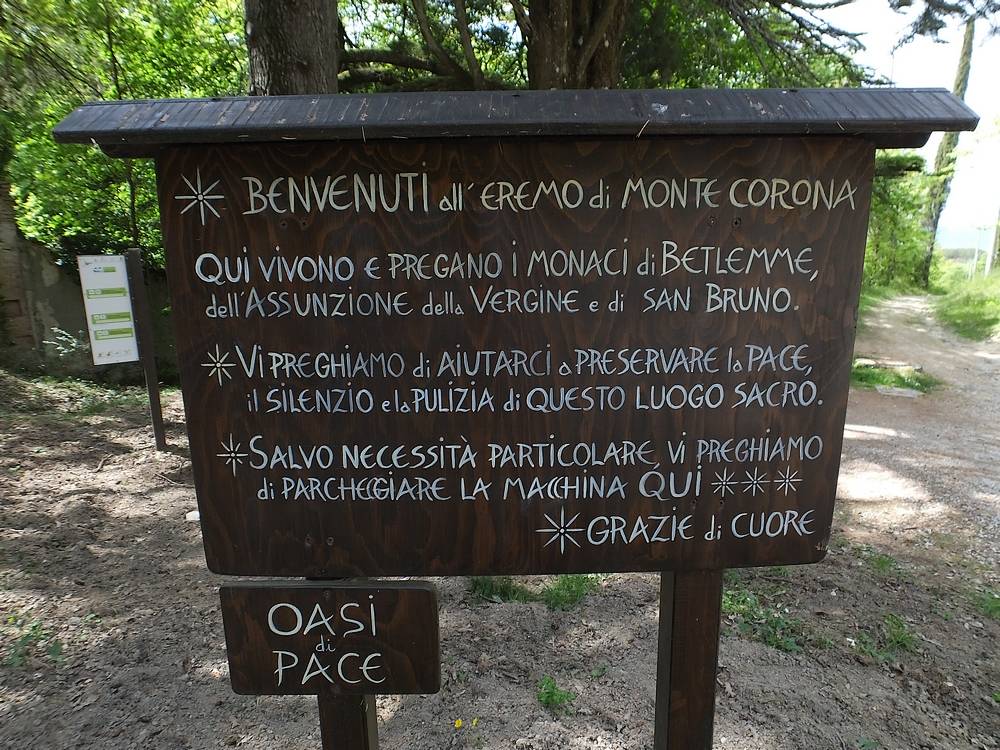 BENVENUTI all'EREMO di MONTE CORONA
QUI VIVONO E PREGANO I MONACI di BETLEMME,
dell'ASSUNZIONE della VERGINE e di SAN BRUNO.
VI PREGHIAMO di AIUTARCI a PRESERVARE la PACE,
il SILENZIO e la PULIZIA di QUESTO LUOGO SACRO.
SALVO NECESSITÀ PARTICOLARE, VI PREGHIAMO
di PARCHEGGIARE LA MACCHINA QUI
GRAZIE di CUORE
OASI
di
PACE